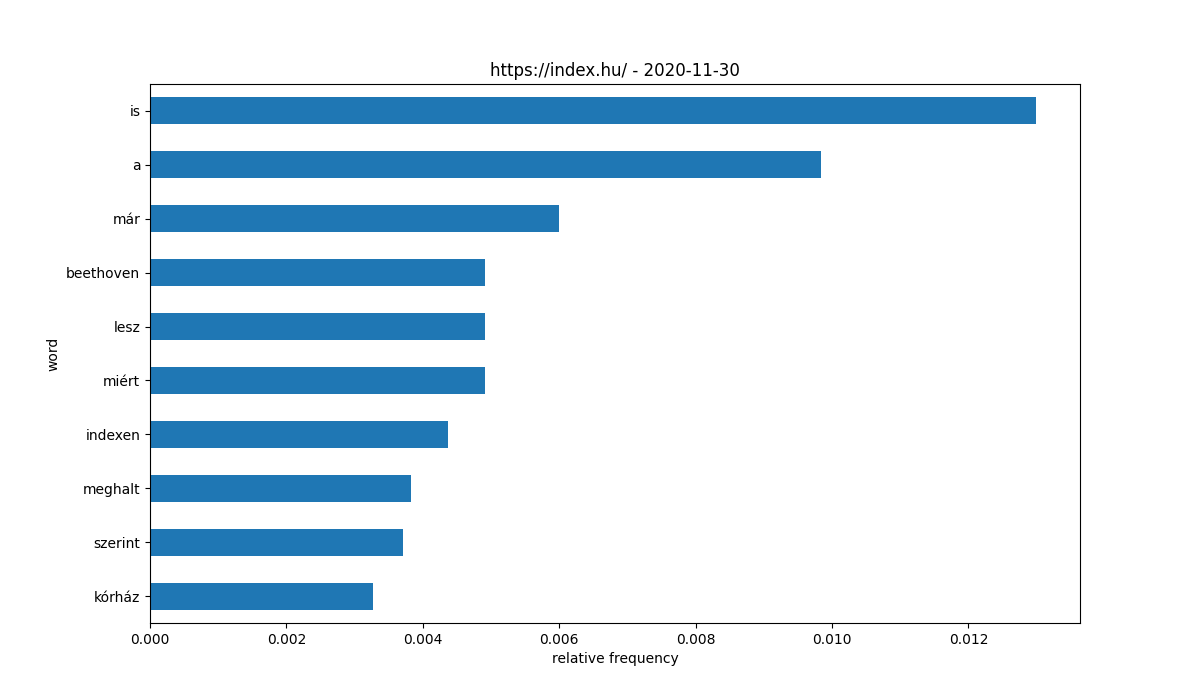 https://index.hu/ - 2020-11-30
is
a
már
beethoven
lesz
miért
indexen
meghalt
szerint
kórház
word
0.000 0.002 0.004 0.006 0.008 0.010 0.012
relative frequency